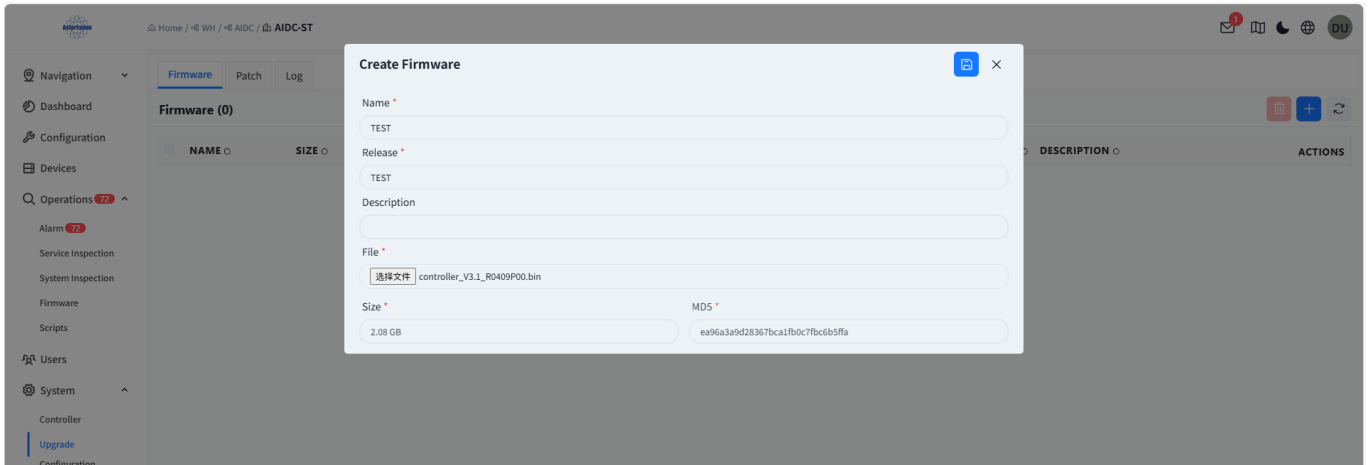 Asterfusion
Home / WH / AIDC / AIDC-ST
1
DU
Navigation
Dashboard
Configuration
Devices
Operations 72
Alarm 72
Service Inspection
System Inspection
Firmware
Scripts
Users
System
Controller
Upgrade
Configuration
Firmware Patch Log
Firmware (0)
NAME SIZE DESCRIPTION ACTIONS
Create Firmware
Name *
TEST
Release *
TEST
Description
File *
选择文件 controller_V3.1_R0409P00.bin
Size * MD5 *
2.08 GB ea96a3a9d28367bca1fb0c7fbc6b5ffa